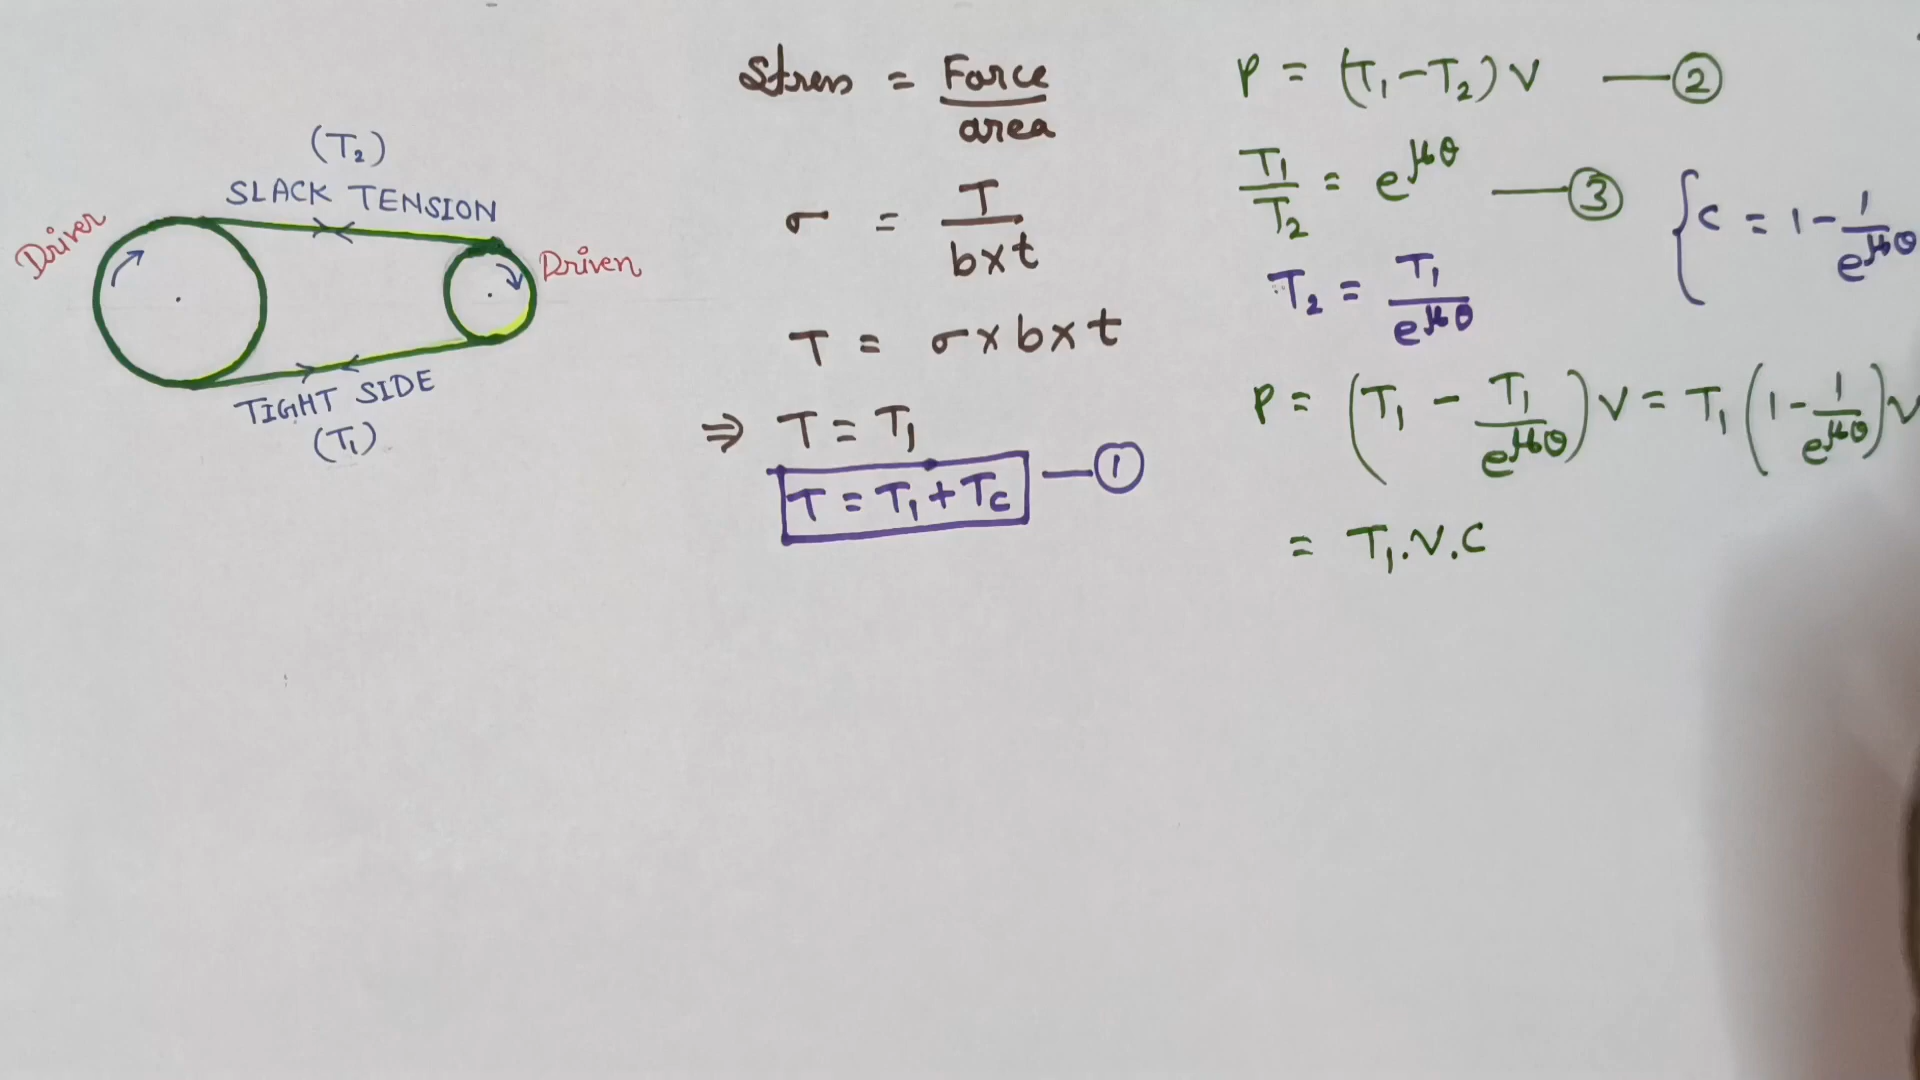 (T₂)
SLACK TENSION
Driver
Driven
TIGHT SIDE
(T₁)
Stress = Force/area
σ = T/(b×t)
T = σ×b×t
⇒ T = T₁
T = T₁ + Tc —①
P = (T₁-T₂)V —②
T₁/T₂ = e^μθ —③
{C = 1 - 1/e^μθ
T₂ = T₁/e^μθ
P = (T₁ - T₁/e^μθ)V = T₁(1 - 1/e^μθ)V
= T₁.V.C